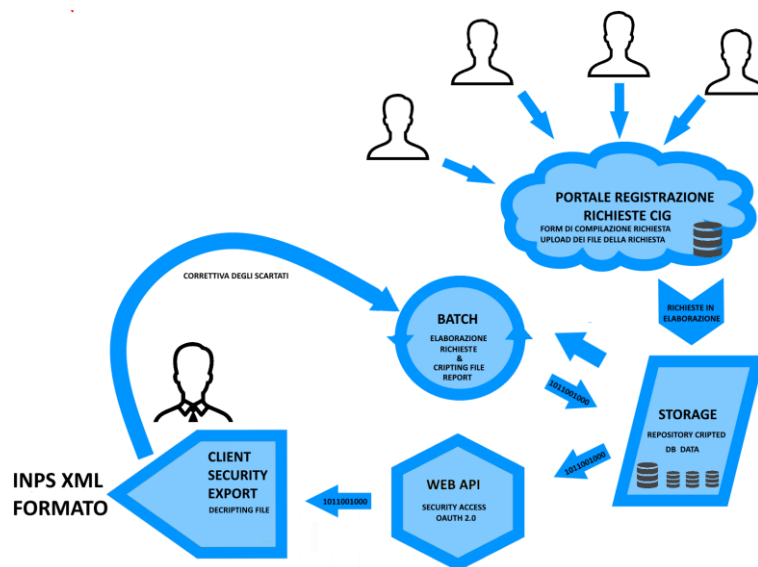 PORTALE REGISTRAZIONE
RICHIESTE CIG
FORM DI COMPILAZIONE RICHIESTA
UPLOAD DEI FILE DELLA RICHIESTA
CORRETTIVA DEGLI SCARTATI
RICHIESTE IN
ELABORAZIONE
BATCH
ELABORAZIONE
RICHIESTE
&
CRIPTING FILE
REPORT
1011001000
STORAGE
REPOSITORY CRIPTED
DB DATA
1011001000
WEB API
SECURITY ACCESS
OAUTH 2.0
1011001000
CLIENT
SECURITY
EXPORT
DECRIPTING FILE
INPS XML
FORMATO